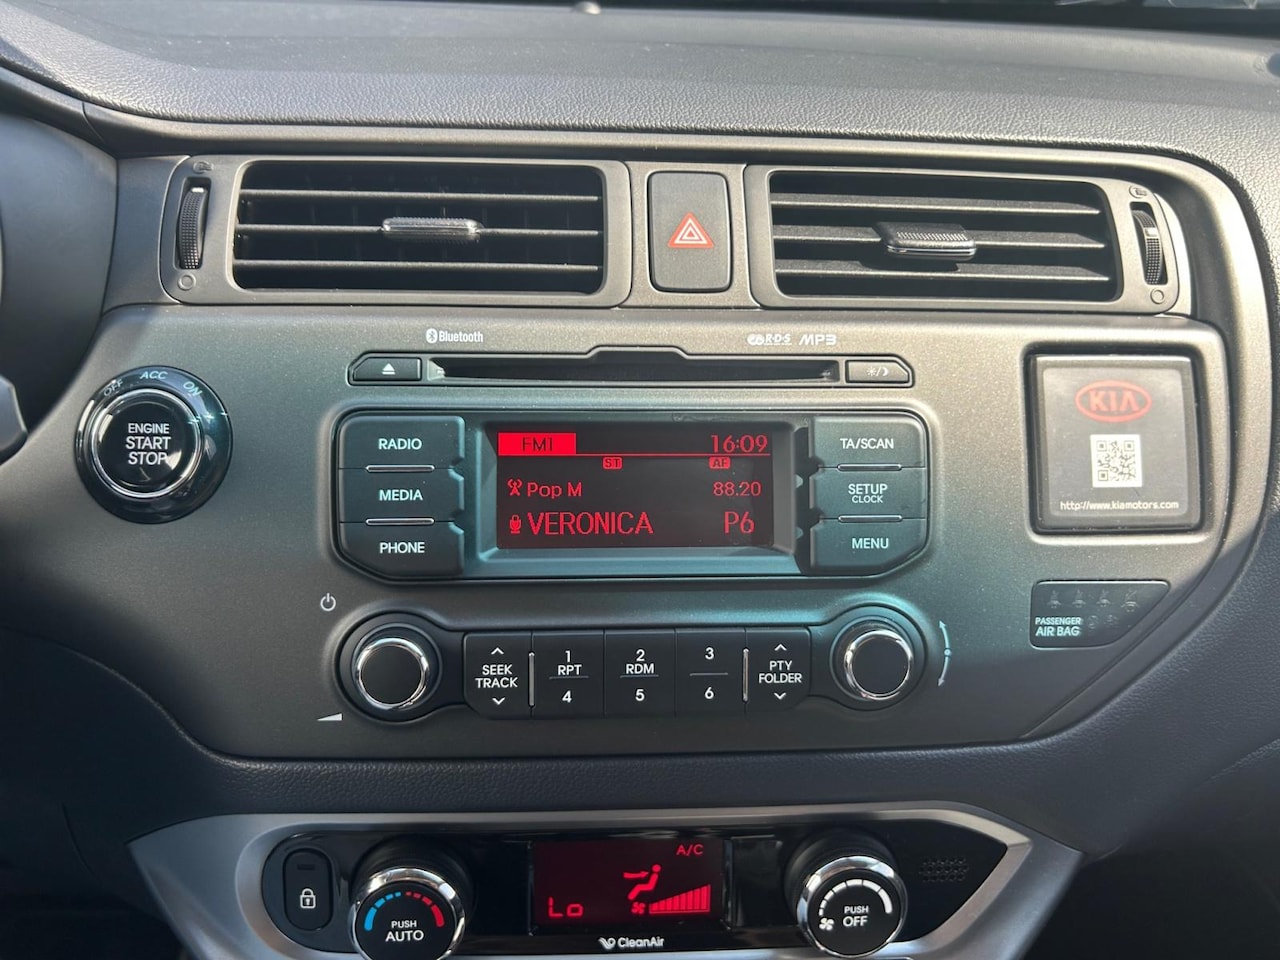 Bluetooth
R·D·S MP3
OFF ACC ON
ENGINE
START
STOP
RADIO
MEDIA
PHONE
FM1 16:09
ST AF
Pop M 88.20
VERONICA P6
TA/SCAN
SETUP
CLOCK
MENU
KIA
http://www.kiamotors.com
PASSENGER
AIR BAG
SEEK
TRACK
1
RPT
4
2
RDM
5
3
6
PTY
FOLDER
A/C
Lo
PUSH
AUTO
PUSH
OFF
CleanAir